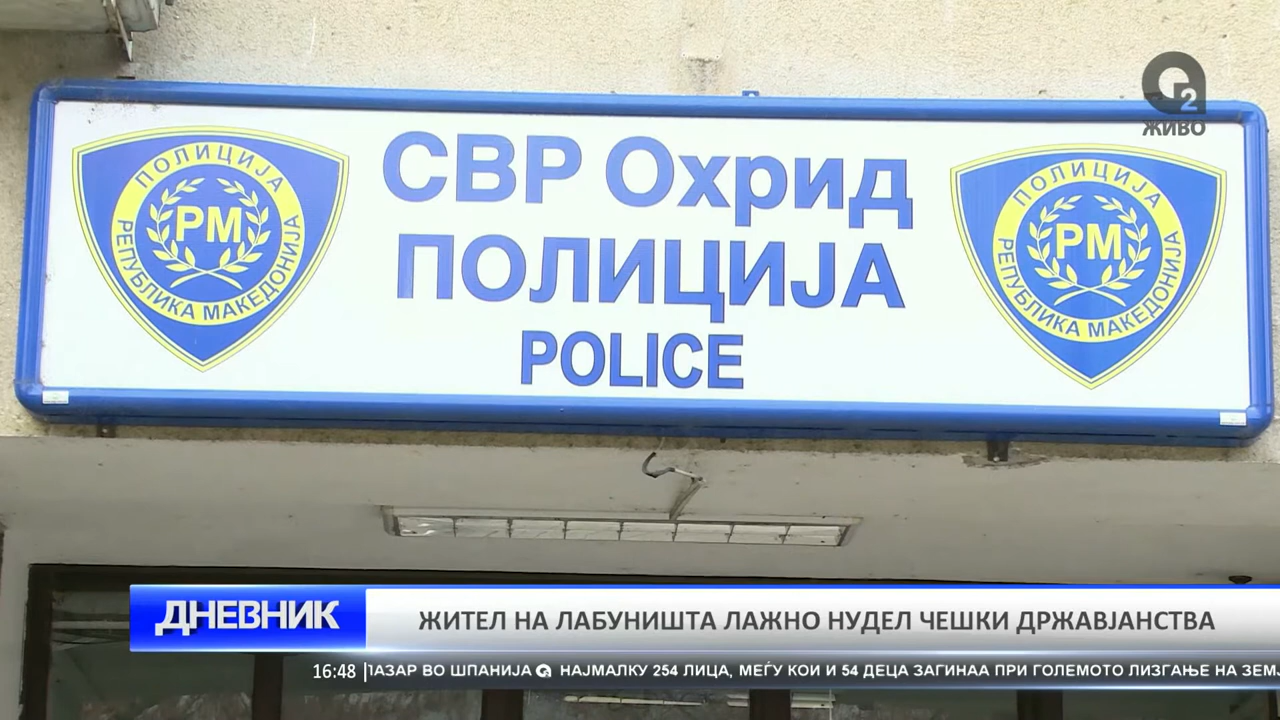 2
ЖИВО
СВР Охрид
ПОЛИЦИЈА
POLICE
ПОЛИЦИЈА
РМ
РЕПУБЛИКА МАКЕДОНИЈА
ПОЛИЦИЈА
РМ
РЕПУБЛИКА МАКЕДОНИЈА
ДНЕВНИК
ЖИТЕЛ НА ЛАБУНИШТА ЛАЖНО НУДЕЛ ЧЕШКИ ДРЖАВЈАНСТВА
16:48 ПАЗАР ВО ШПАНИЈА НАЈМАЛКУ 254 ЛИЦА, МЕЃУ КОИ И 54 ДЕЦА ЗАГИНАА ПРИ ГОЛЕМОТО ЛИЗГАЊЕ НА ЗЕМЈ